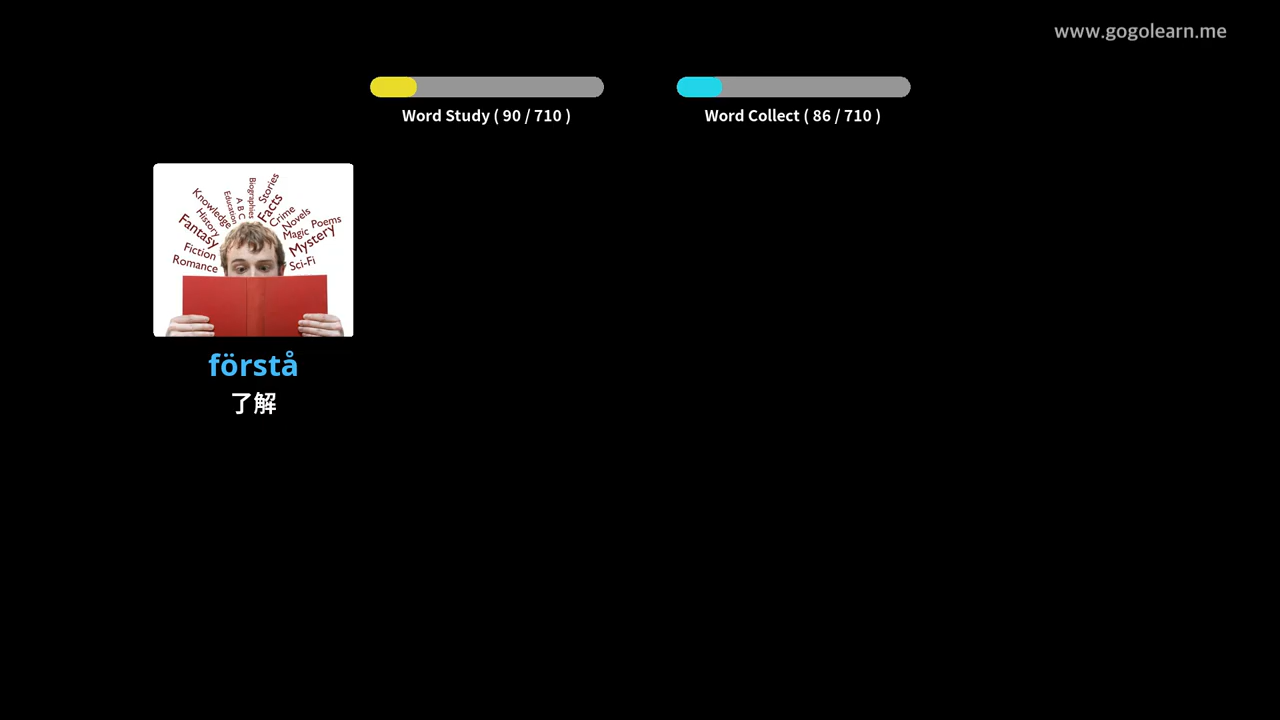 www.gogolearn.me
Word Study ( 90 / 710 )
Word Collect ( 86 / 710 )
Knowledge
History
Fantasy
Fiction
Romance
Education
A B C
Biographies
Stories
Facts
Crime
Novels
Magic
Poems
Mystery
Sci-Fi
förstå
了解